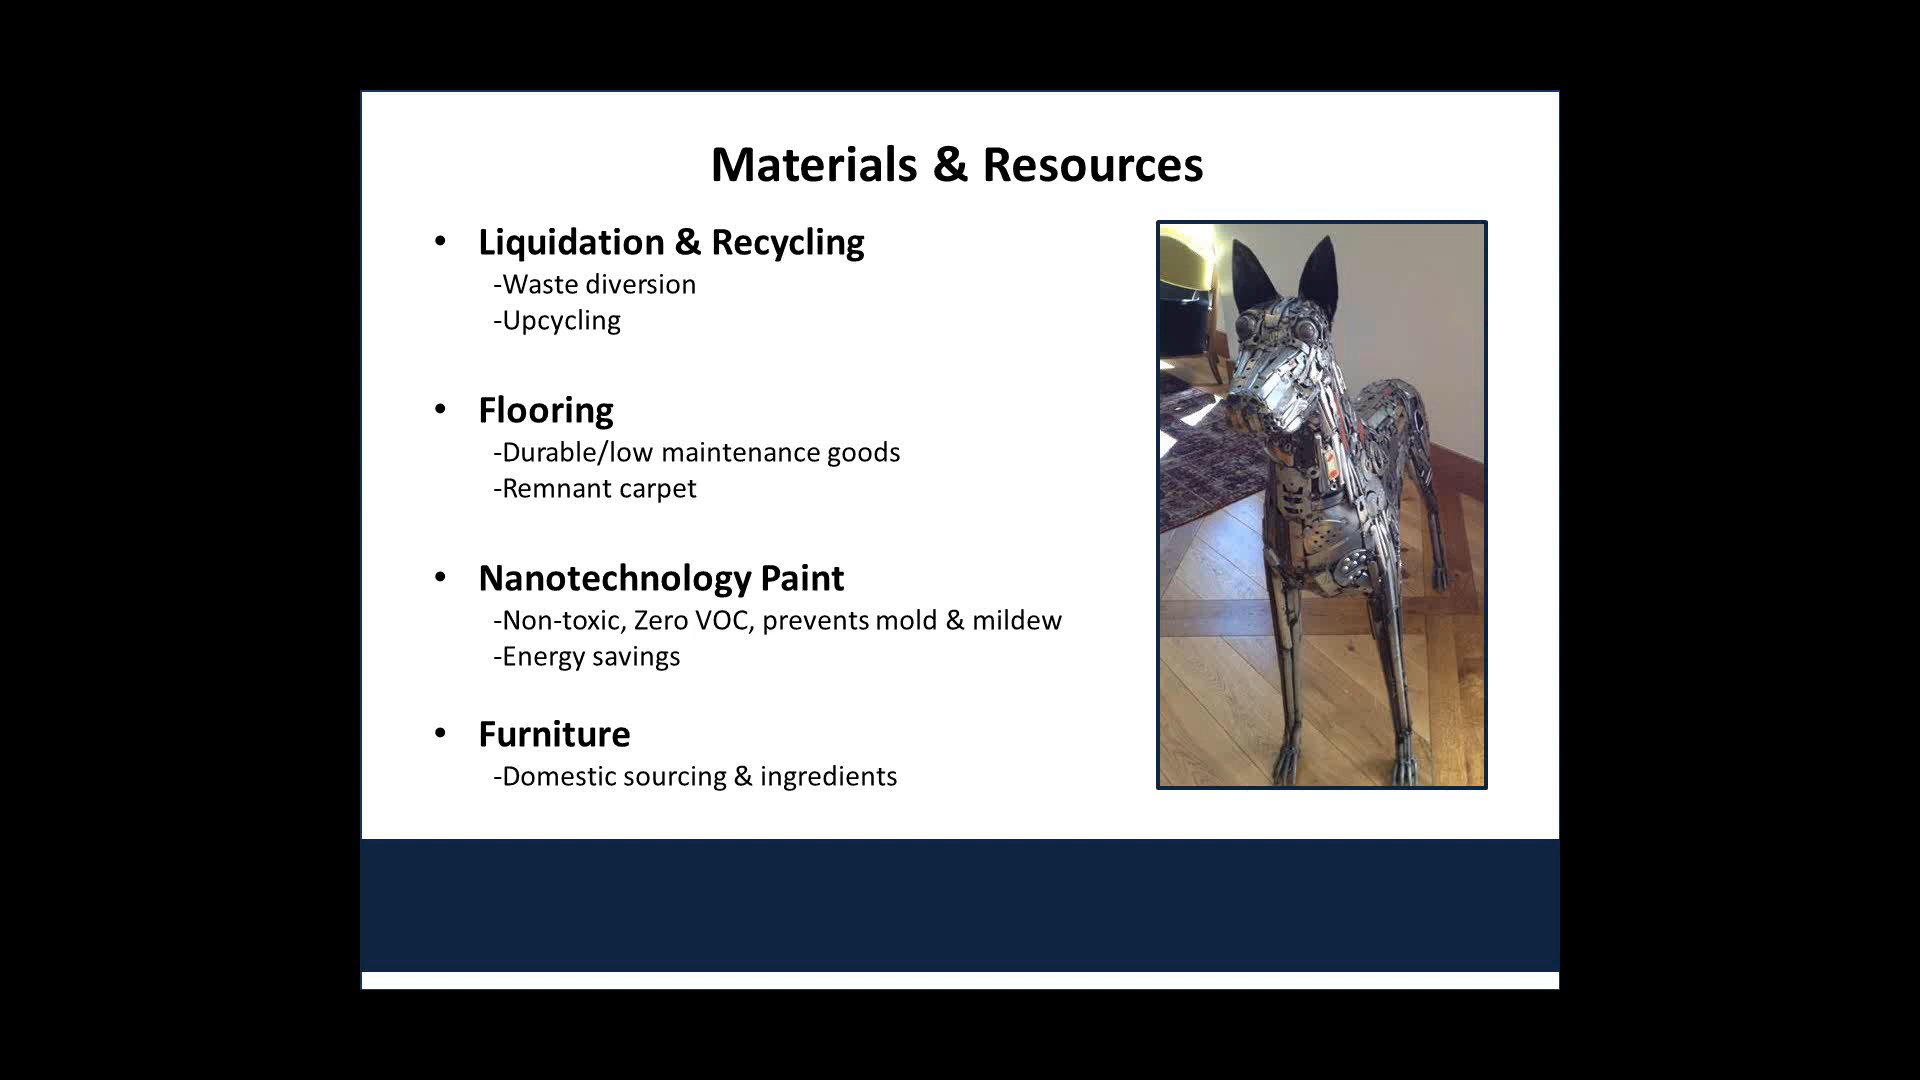 Materials & Resources
• Liquidation & Recycling
-Waste diversion
-Upcycling
• Flooring
-Durable/low maintenance goods
-Remnant carpet
• Nanotechnology Paint
-Non-toxic, Zero VOC, prevents mold & mildew
-Energy savings
• Furniture
-Domestic sourcing & ingredients